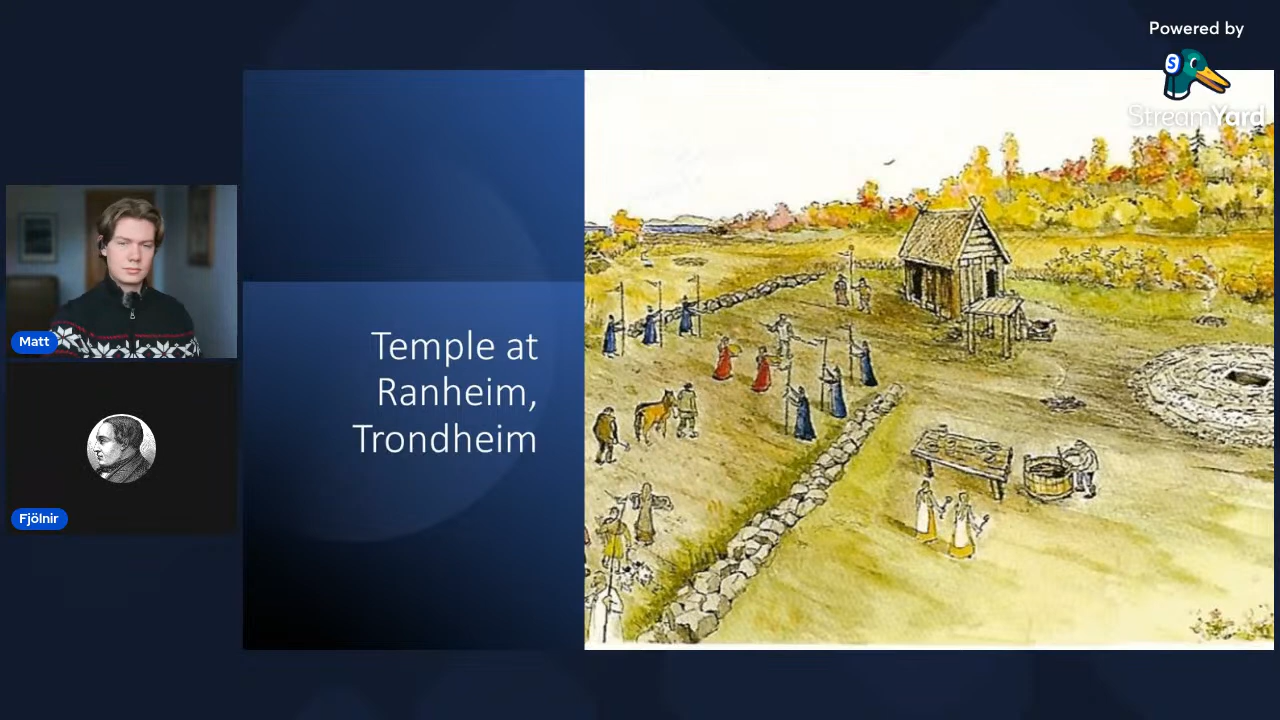 Powered by
S
StreamYard
Temple at
Ranheim,
Trondheim
Matt
Fjölnir